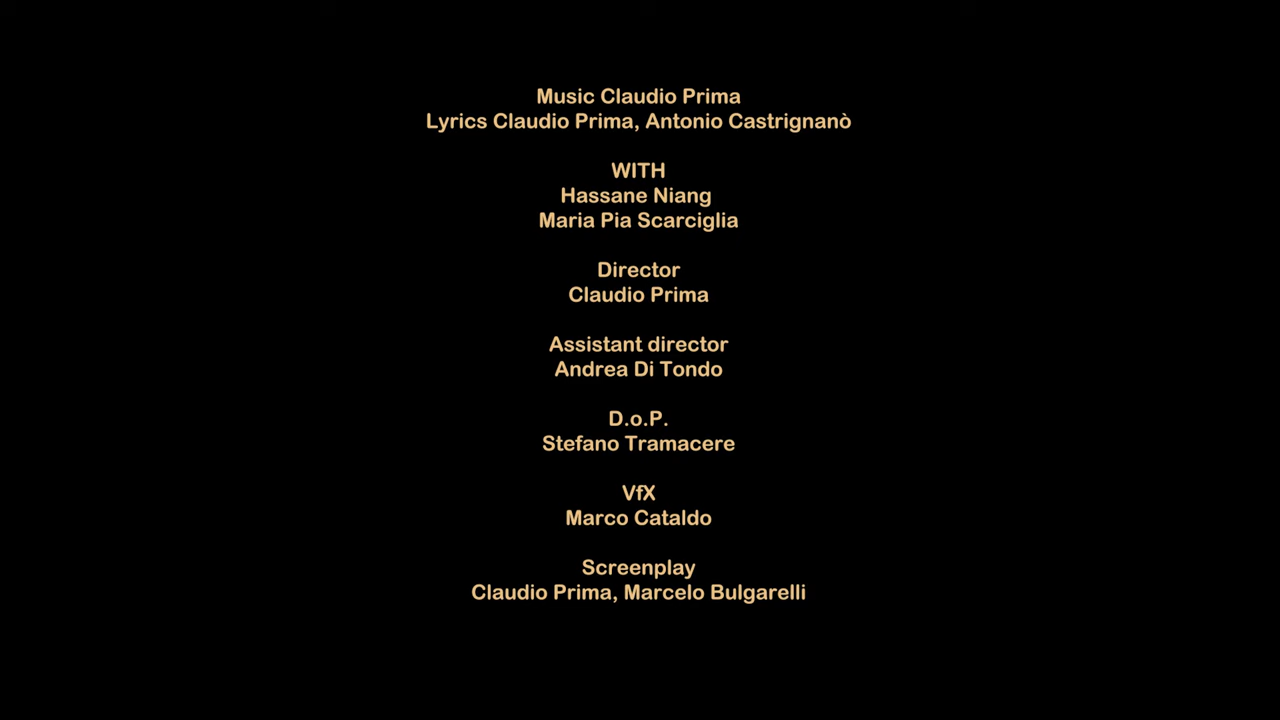 Music Claudio Prima
Lyrics Claudio Prima, Antonio Castrignanò
WITH
Hassane Niang
Maria Pia Scarciglia
Director
Claudio Prima
Assistant director
Andrea Di Tondo
D.o.P.
Stefano Tramacere
VfX
Marco Cataldo
Screenplay
Claudio Prima, Marcelo Bulgarelli